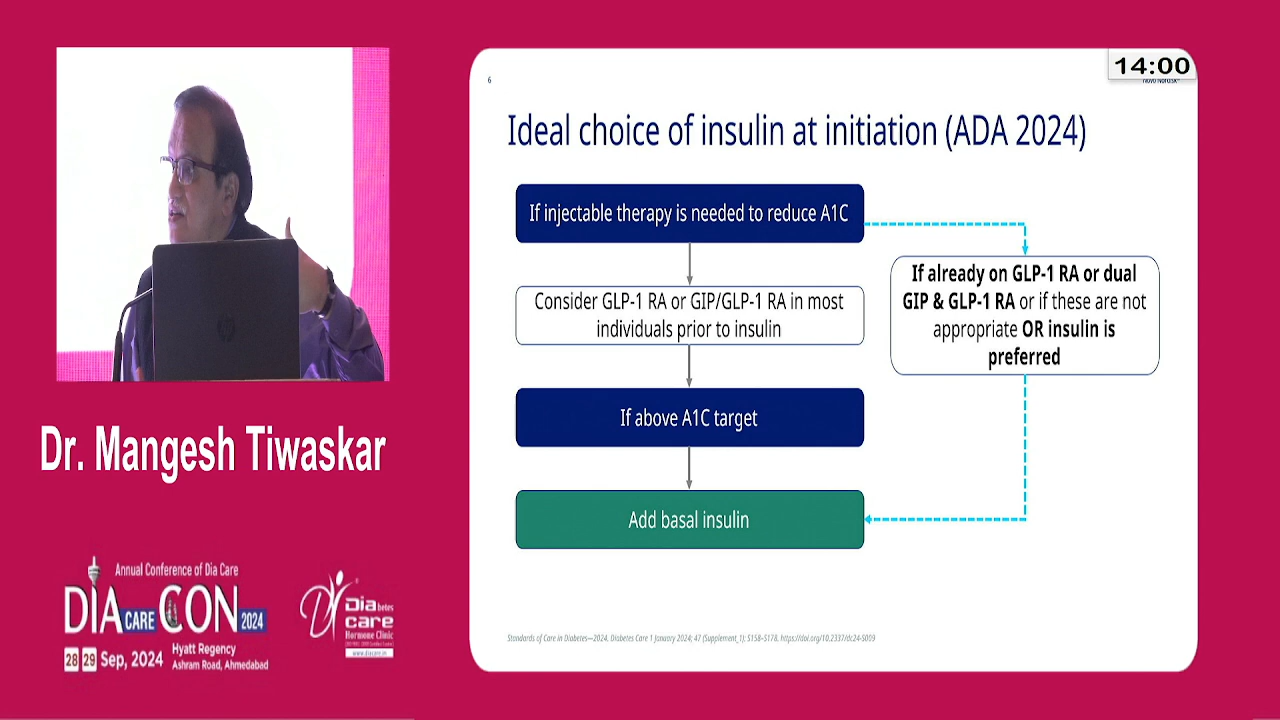 14:00
6
novo nordisk
Ideal choice of insulin at initiation (ADA 2024)
If injectable therapy is needed to reduce A1C
Consider GLP-1 RA or GIP/GLP-1 RA in most
individuals prior to insulin
If above A1C target
Add basal insulin
If already on GLP-1 RA or dual
GIP & GLP-1 RA or if these are not
appropriate OR insulin is
preferred
Standards of Care in Diabetes—2024. Diabetes Care 1 January 2024; 47 (Supplement_1): S158–S178. https://doi.org/10.2337/dc24-S009
Dr. Mangesh Tiwaskar
Annual Conference of Dia Care
DIA CARE CON 2024
28 29 Sep, 2024
Hyatt Regency
Ashram Road, Ahmedabad
Diabetes
care
Hormone Clinic
www.diacare.in
hp